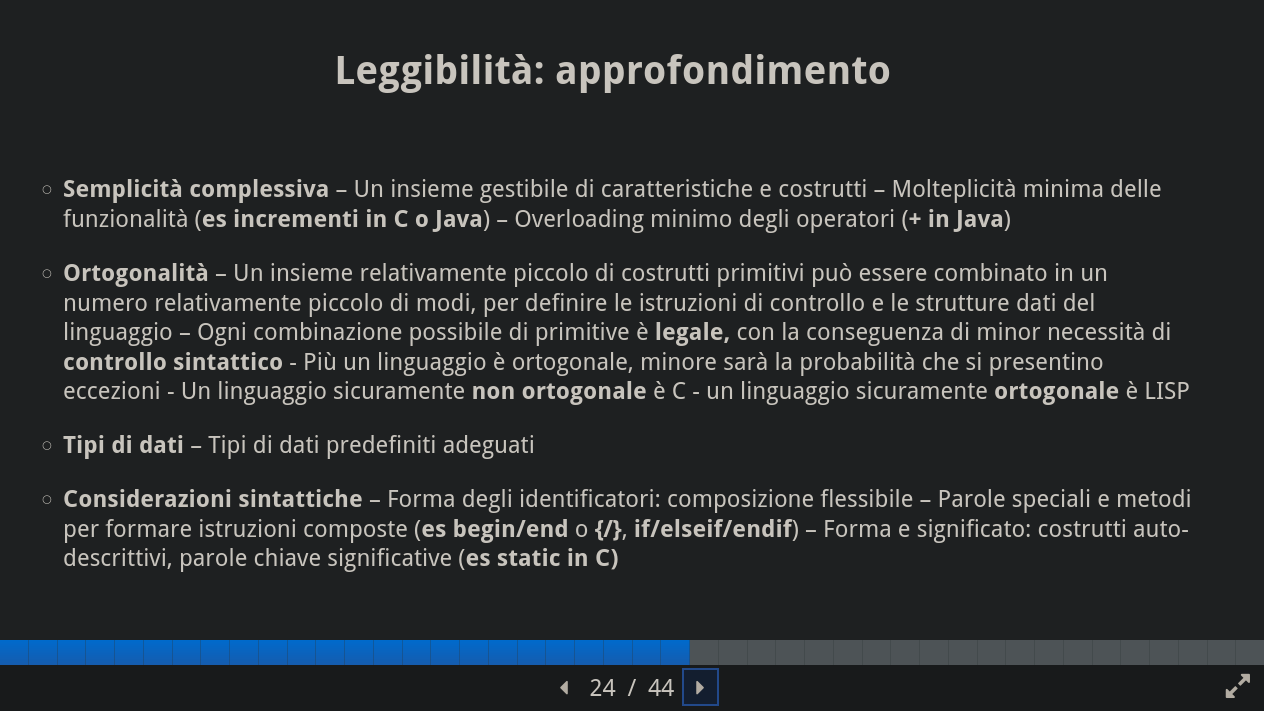 Leggibilità: approfondimento
Semplicità complessiva – Un insieme gestibile di caratteristiche e costrutti – Molteplicità minima delle
funzionalità (es incrementi in C o Java) – Overloading minimo degli operatori (+ in Java)
Ortogonalità – Un insieme relativamente piccolo di costrutti primitivi può essere combinato in un
numero relativamente piccolo di modi, per definire le istruzioni di controllo e le strutture dati del
linguaggio – Ogni combinazione possibile di primitive è legale, con la conseguenza di minor necessità di
controllo sintattico - Più un linguaggio è ortogonale, minore sarà la probabilità che si presentino
eccezioni - Un linguaggio sicuramente non ortogonale è C - un linguaggio sicuramente ortogonale è LISP
Tipi di dati – Tipi di dati predefiniti adeguati
Considerazioni sintattiche – Forma degli identificatori: composizione flessibile – Parole speciali e metodi
per formare istruzioni composte (es begin/end o {/}, if/elseif/endif) – Forma e significato: costrutti auto-
descrittivi, parole chiave significative (es static in C)
24 / 44